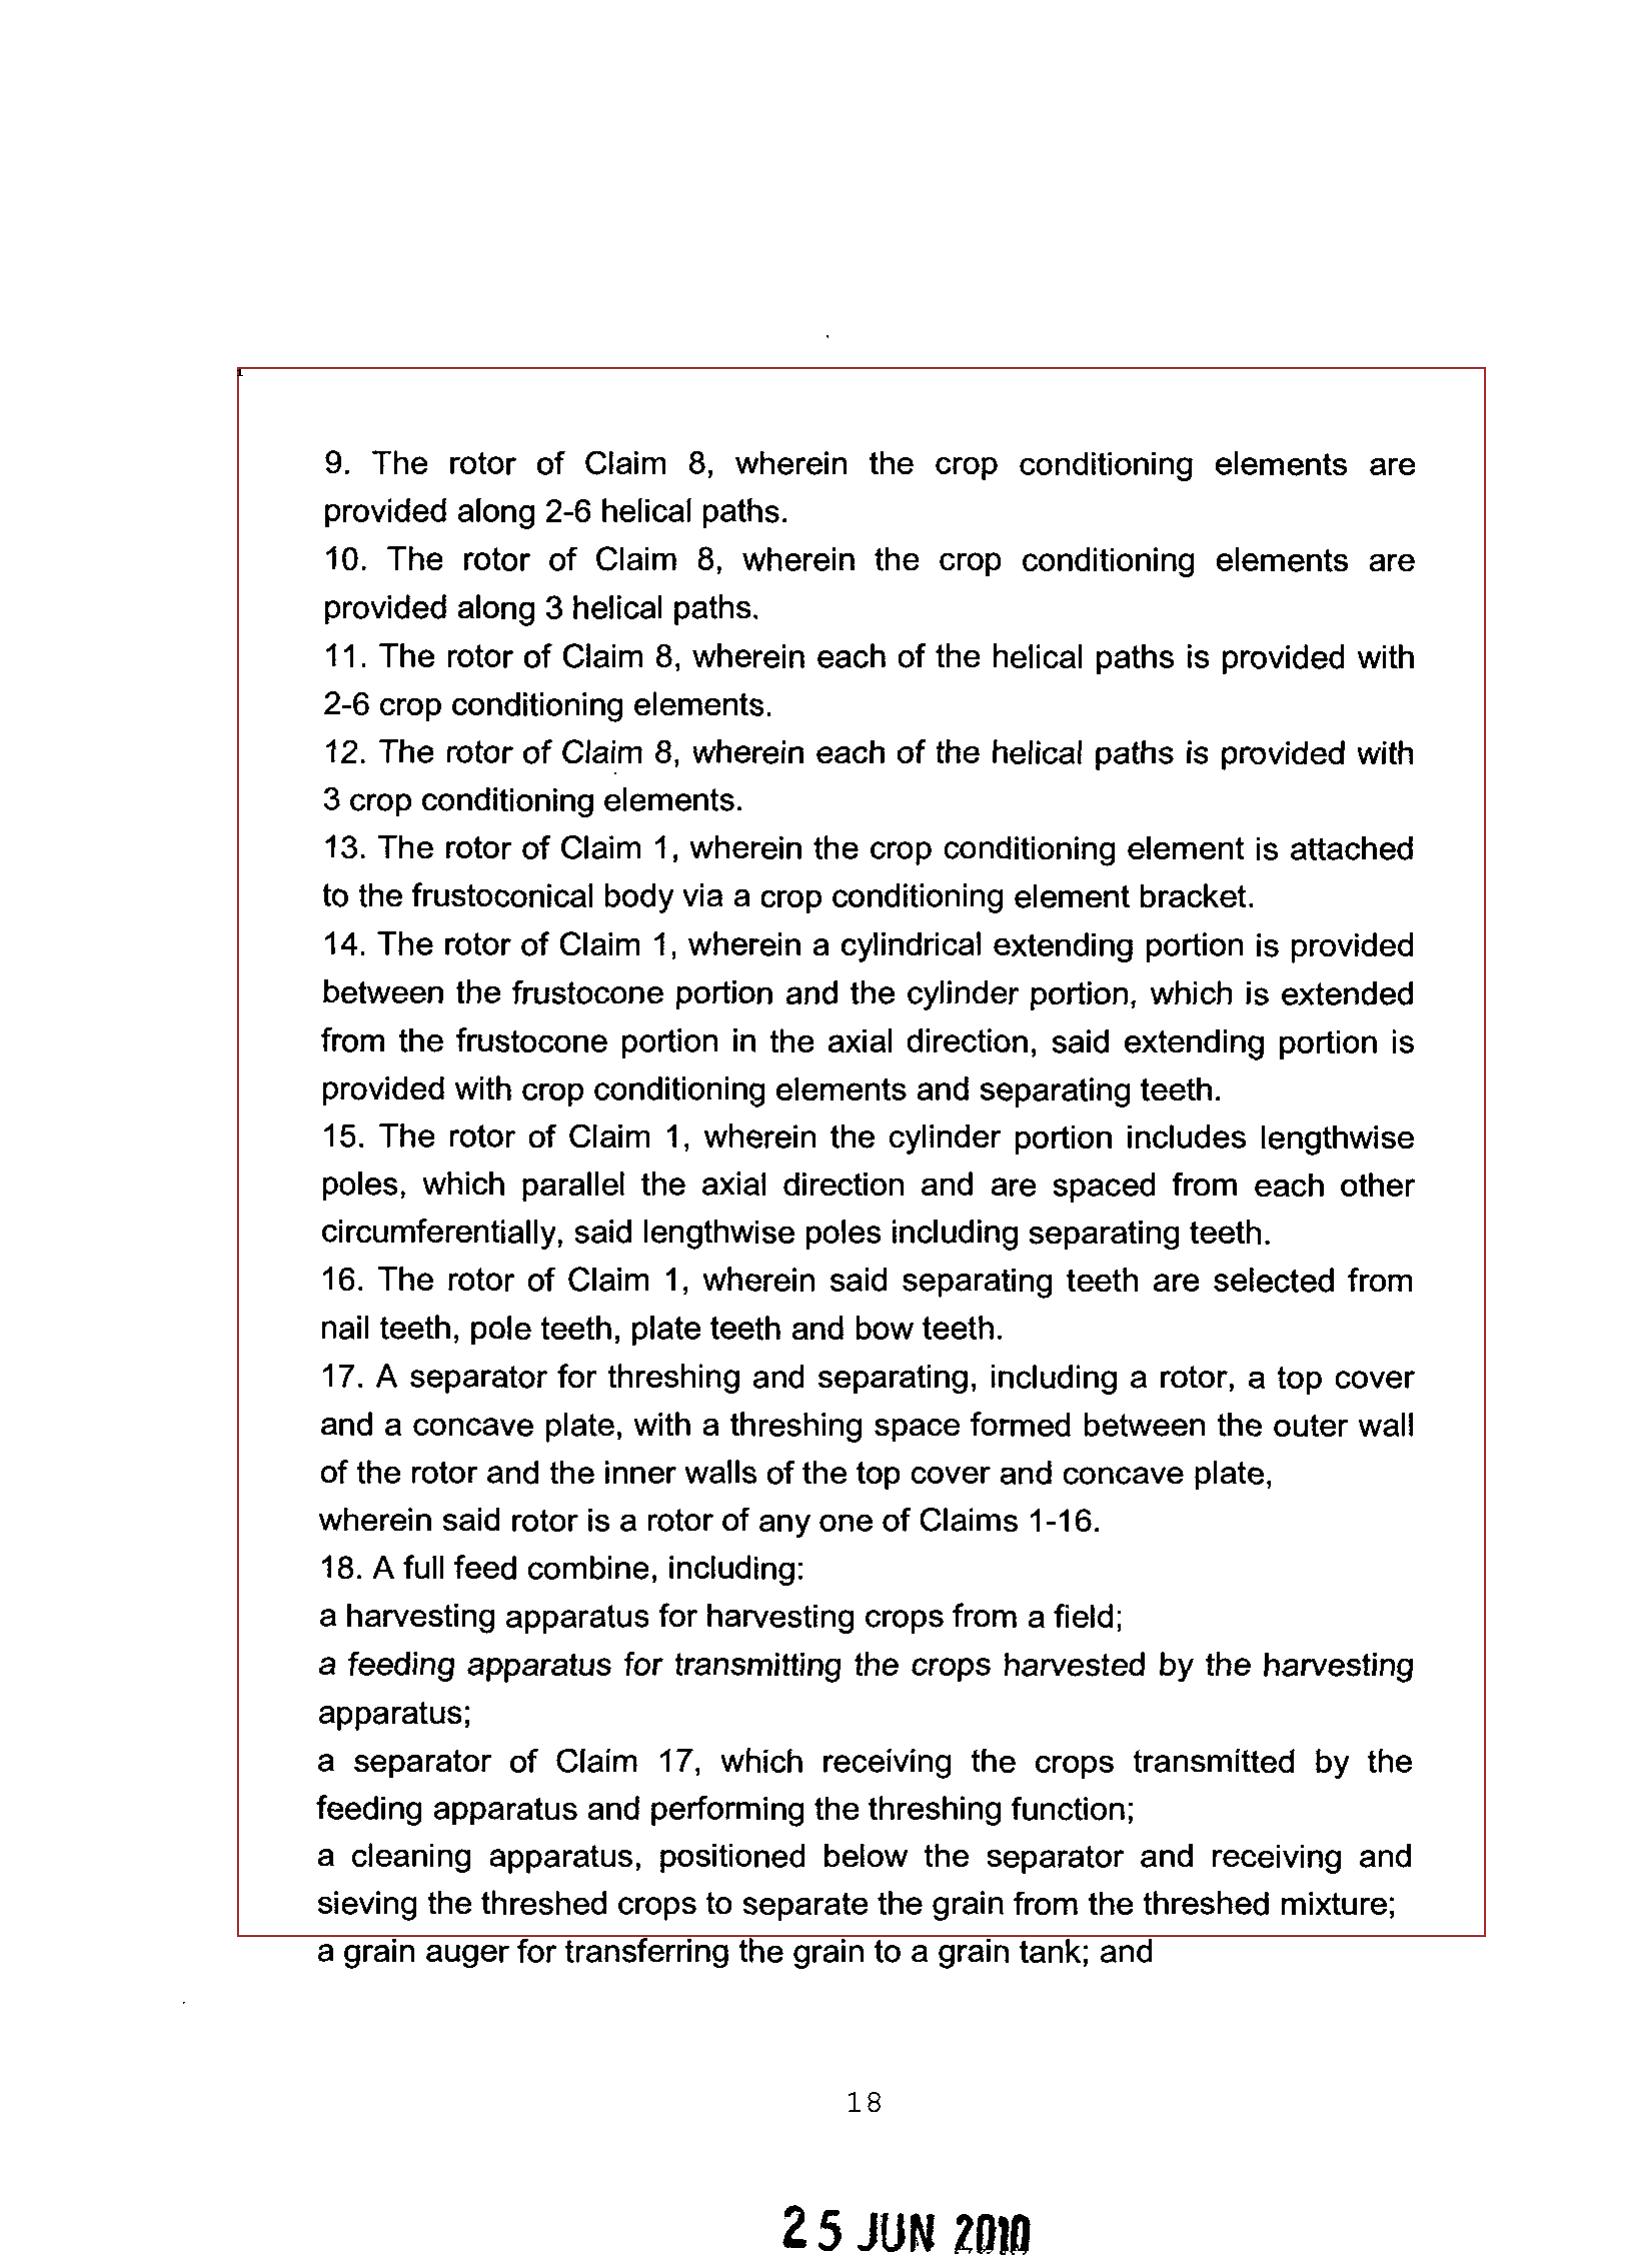 9. The rotor of Claim 8, wherein the crop conditioning elements are
provided along 2-6 helical paths.
10. The rotor of Claim 8, wherein the crop conditioning elements are
provided along 3 helical paths.
11. The rotor of Claim 8, wherein each of the helical paths is provided with
2-6 crop conditioning elements.
12. The rotor of Claim 8, wherein each of the helical paths is provided with
3 crop conditioning elements.
13. The rotor of Claim 1, wherein the crop conditioning element is attached
to the frustoconical body via a crop conditioning element bracket.
14. The rotor of Claim 1, wherein a cylindrical extending portion is provided
between the frustocone portion and the cylinder portion, which is extended
from the frustocone portion in the axial direction, said extending portion is
provided with crop conditioning elements and separating teeth.
15. The rotor of Claim 1, wherein the cylinder portion includes lengthwise
poles, which parallel the axial direction and are spaced from each other
circumferentially, said lengthwise poles including separating teeth.
16. The rotor of Claim 1, wherein said separating teeth are selected from
nail teeth, pole teeth, plate teeth and bow teeth.
17. A separator for threshing and separating, including a rotor, a top cover
and a concave plate, with a threshing space formed between the outer wall
of the rotor and the inner walls of the top cover and concave plate,
wherein said rotor is a rotor of any one of Claims 1-16.
18. A full feed combine, including:
a harvesting apparatus for harvesting crops from a field;
a feeding apparatus for transmitting the crops harvested by the harvesting
apparatus;
a separator of Claim 17, which receiving the crops transmitted by the
feeding apparatus and performing the threshing function;
a cleaning apparatus, positioned below the separator and receiving and
sieving the threshed crops to separate the grain from the threshed mixture;
a grain auger for transferring the grain to a grain tank; and
18
25 JUN 2010